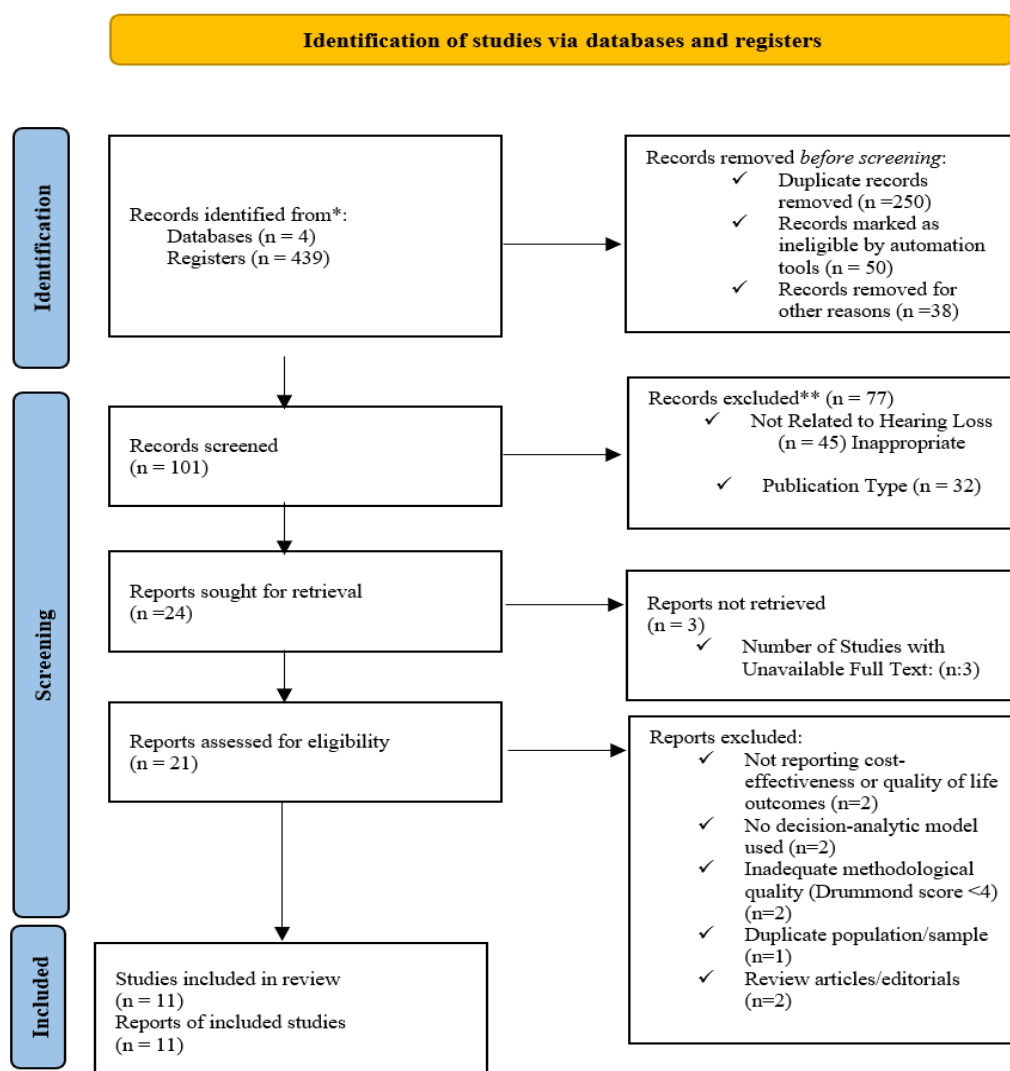 Identification of studies via databases and registers
Identification
Records identified from*:
Databases (n = 4)
Registers (n = 439)
Records removed before screening:
✓ Duplicate records
removed (n =250)
✓ Records marked as
ineligible by automation
tools (n = 50)
✓ Records removed for
other reasons (n =38)
Screening
Records screened
(n = 101)
Records excluded** (n = 77)
✓ Not Related to Hearing Loss
(n = 45) Inappropriate
✓ Publication Type (n = 32)
Reports sought for retrieval
(n =24)
Reports not retrieved
(n = 3)
✓ Number of Studies with
Unavailable Full Text: (n:3)
Reports assessed for eligibility
(n = 21)
Reports excluded:
✓ Not reporting cost-
effectiveness or quality of life
outcomes (n=2)
✓ No decision-analytic model
used (n=2)
✓ Inadequate methodological
quality (Drummond score <4)
(n=2)
✓ Duplicate population/sample
(n=1)
✓ Review articles/editorials
(n=2)
Included
Studies included in review
(n = 11)
Reports of included studies
(n = 11)